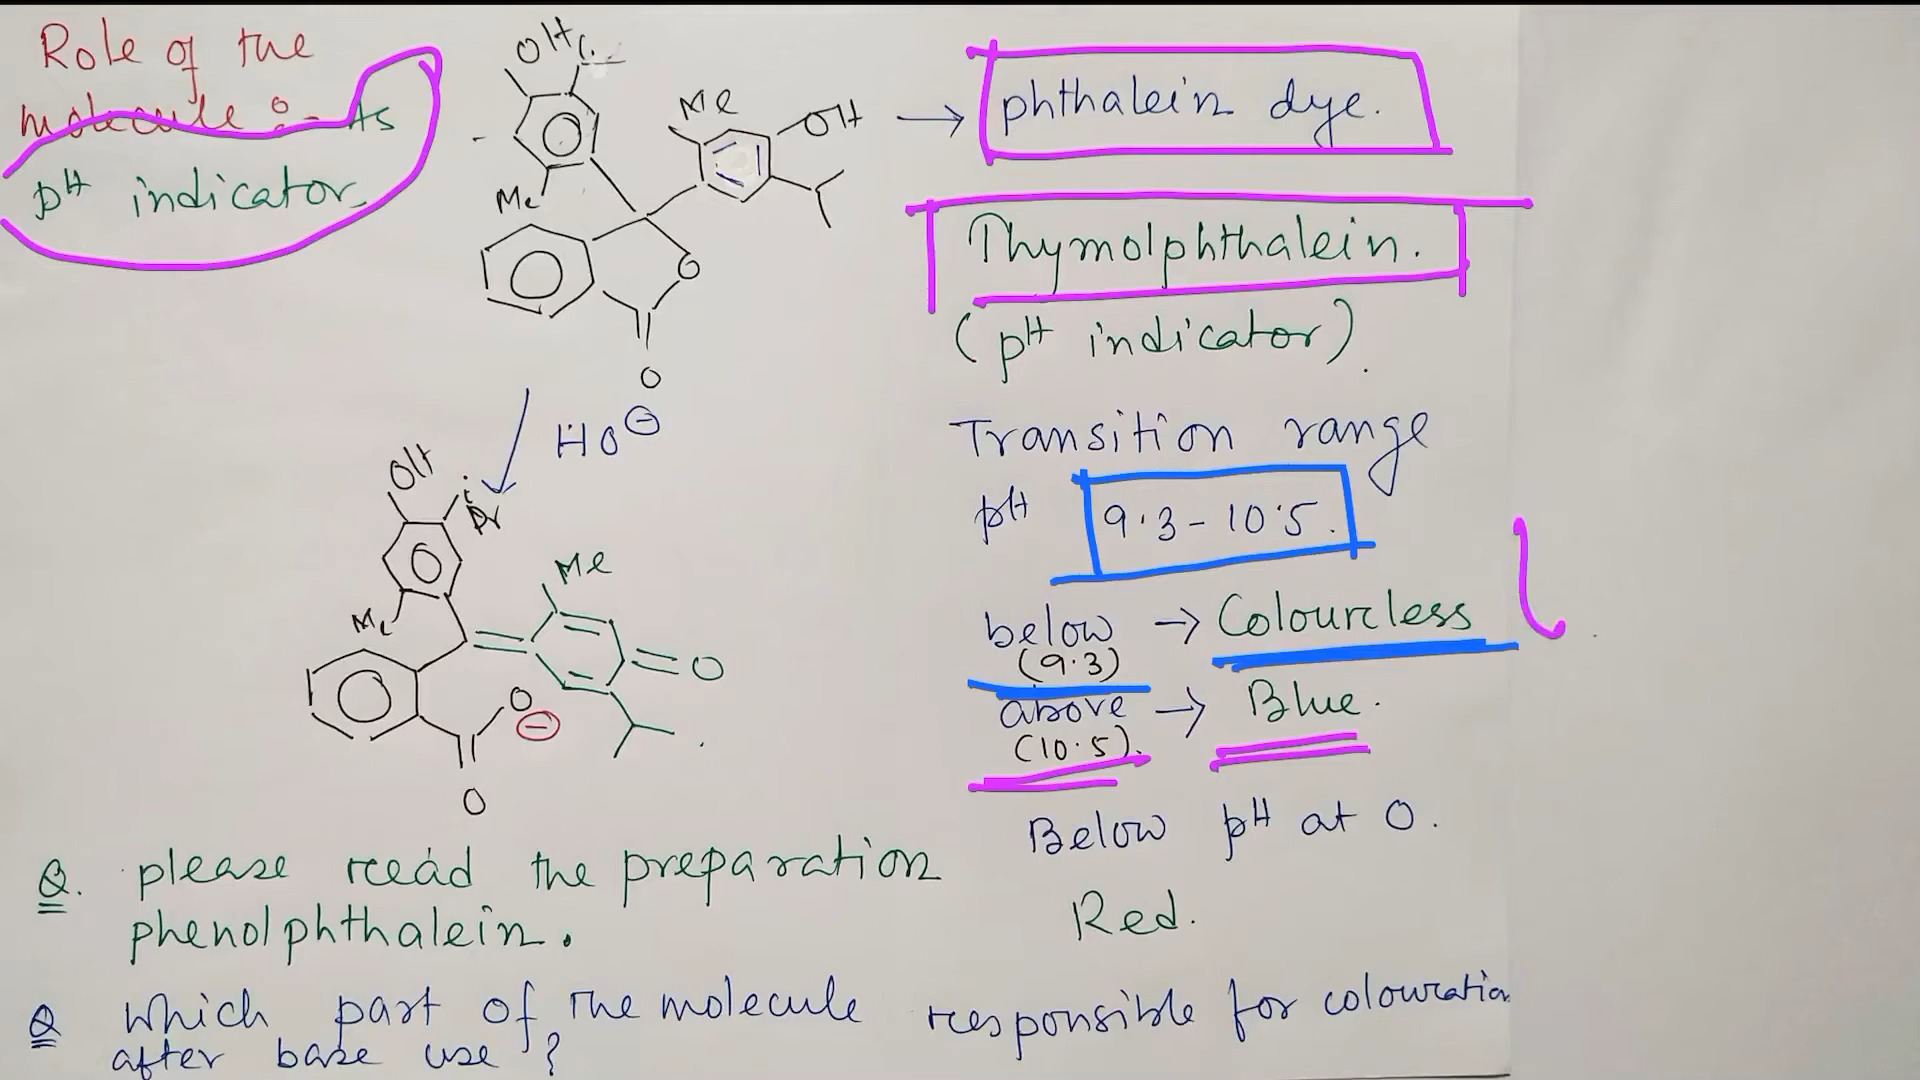 Role of the
molecule :- As
pH indicator.
OH
i
Me
OH
Me
O
O
→ phthalein dye.
Thymolphthalein.
(pH indicator).
HO⊖
Transition range
pH 9.3 - 10.5.
OH
i
Pr
Me
Me
O
O⊖
O
below → Colourless
(9.3)
above → Blue.
(10.5).
Below pH at 0.
Red.
Q. please read the preparation
phenolphthalein.
Q Which part of the molecule responsible for colouration
after base use?